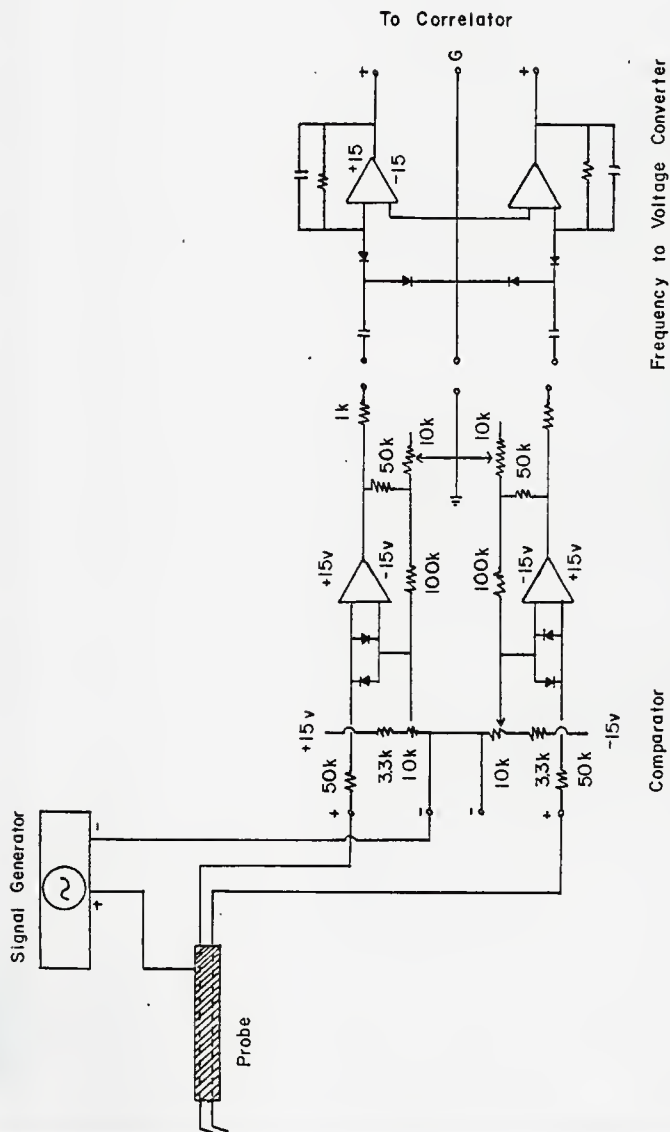 To Correlator
Signal Generator
+
-
Probe
+15v
50k
3.3k
10k
+
-
-
+
10k
3.3k
50k
-15v
+15v
-15v
100k
50k
10k
1k
100k
10k
50k
-15v
+15v
+15
-15
+
G
+
Comparator
Frequency to Voltage Converter